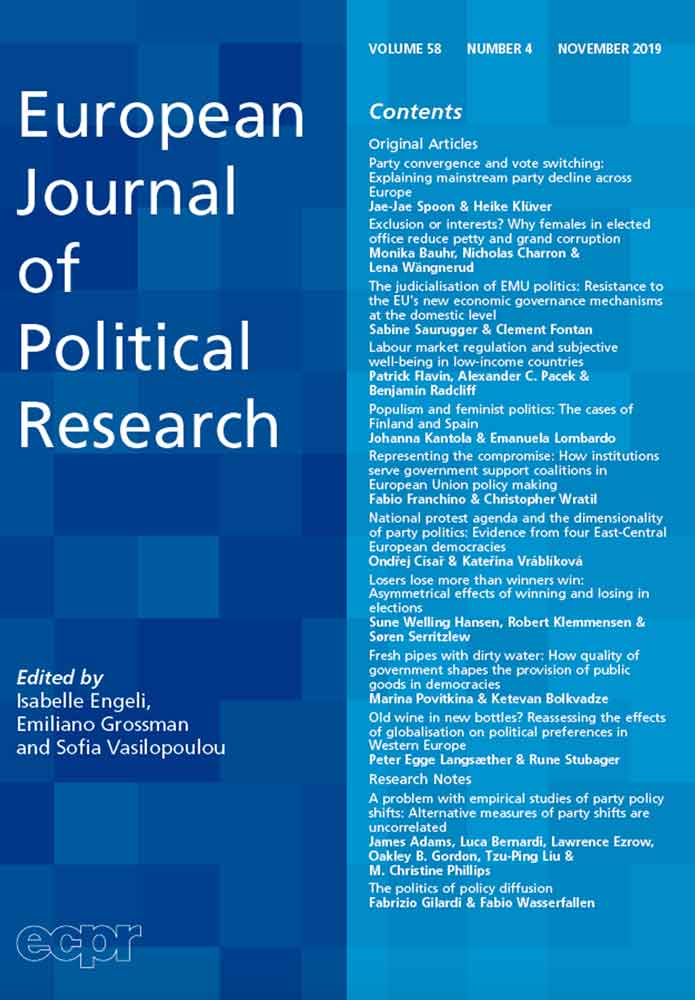 European
Journal
of
Political
Research
Edited by
Isabelle Engeli,
Emiliano Grossman
and Sofia Vasilopoulou
ecpr
VOLUME 58 NUMBER 4 NOVEMBER 2019
Contents
Original Articles
Party convergence and vote switching:
Explaining mainstream party decline across
Europe
Jae-Jae Spoon & Heike Klüver
Exclusion or interests? Why females in elected
office reduce petty and grand corruption
Monika Bauhr, Nicholas Charron &
Lena Wängnerud
The judicialisation of EMU politics: Resistance to
the EU's new economic governance mechanisms
at the domestic level
Sabine Saurugger & Clement Fontan
Labour market regulation and subjective
well-being in low-income countries
Patrick Flavin, Alexander C. Pacek &
Benjamin Radcliff
Populism and feminist politics: The cases of
Finland and Spain
Johanna Kantola & Emanuela Lombardo
Representing the compromise: How institutions
serve government support coalitions in
European Union policy making
Fabio Franchino & Christopher Wratil
National protest agenda and the dimensionality
of party politics: Evidence from four East-Central
European democracies
Ondřej Císař & Kateřina Vráblíková
Losers lose more than winners win:
Asymmetrical effects of winning and losing in
elections
Sune Welling Hansen, Robert Klemmensen &
Søren Serritzlew
Fresh pipes with dirty water: How quality of
government shapes the provision of public
goods in democracies
Marina Povitkina & Ketevan Bolkvadze
Old wine in new bottles? Reassessing the effects
of globalisation on political preferences in
Western Europe
Peter Egge Langsæther & Rune Stubager
Research Notes
A problem with empirical studies of party policy
shifts: Alternative measures of party shifts are
uncorrelated
James Adams, Luca Bernardi, Lawrence Ezrow,
Oakley B. Gordon, Tzu-Ping Liu &
M. Christine Phillips
The politics of policy diffusion
Fabrizio Gilardi & Fabio Wasserfallen